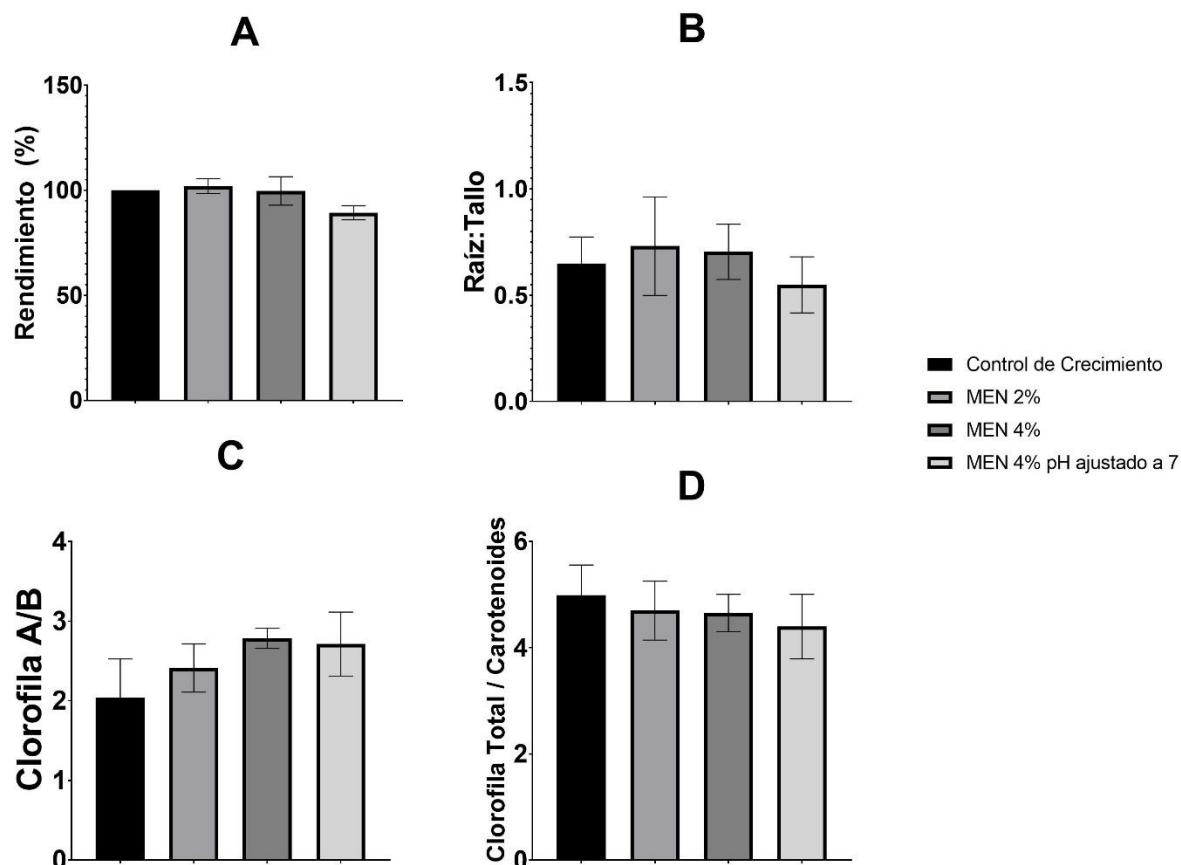 A
Rendimiento (%)
150
100
50
0
B
Raíz:Tallo
1.5
1.0
0.5
0.0
Control de Crecimiento
MEN 2%
MEN 4%
MEN 4% pH ajustado a 7
C
Clorofila A/B
4
3
2
1
0
D
Clorofila Total / Carotenoides
6
4
2
0